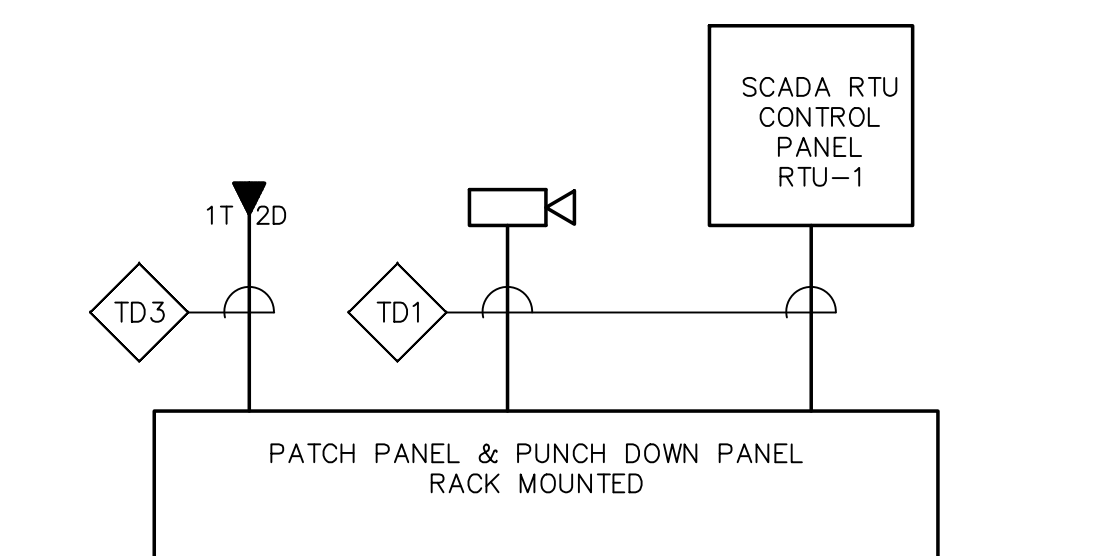 SCADA RTU
CONTROL
PANEL
RTU-1
1T 2D
TD3
TD1
PATCH PANEL & PUNCH DOWN PANEL
RACK MOUNTED